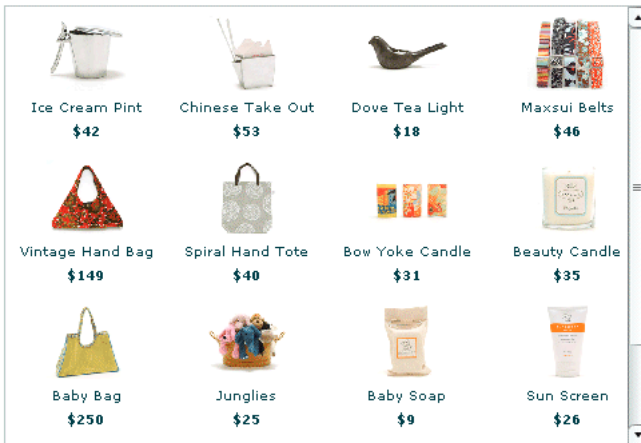 Ice Cream Pint
$42
Chinese Take Out
$53
Dove Tea Light
$18
Maxsui Belts
$46
Vintage Hand Bag
$149
Spiral Hand Tote
$40
Bow Yoke Candle
$31
Beauty Candle
$35
Baby Bag
$250
Junglies
$25
Baby Soap
$9
Sun Screen
$26